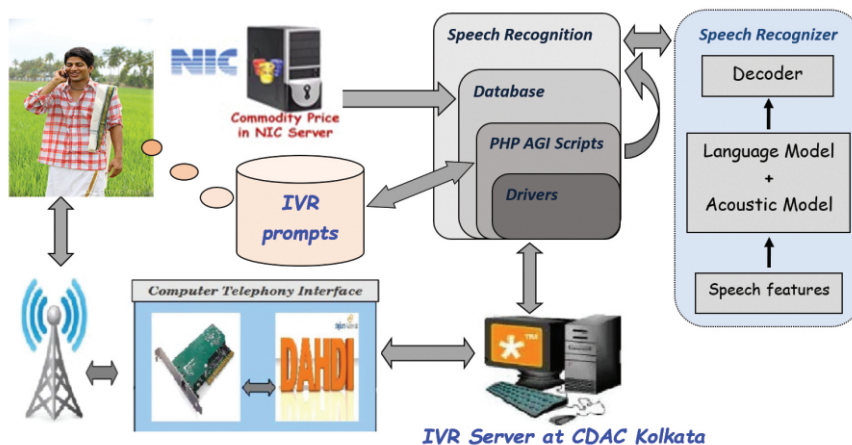 NIC
Commodity Price
in NIC Server
Speech Recognition
Database
PHP AGI Scripts
Drivers
Speech Recognizer
Decoder
Language Model
+
Acoustic Model
Speech features
IVR
prompts
Computer Telephony Interface
DAHDI
IVR Server at CDAC Kolkata